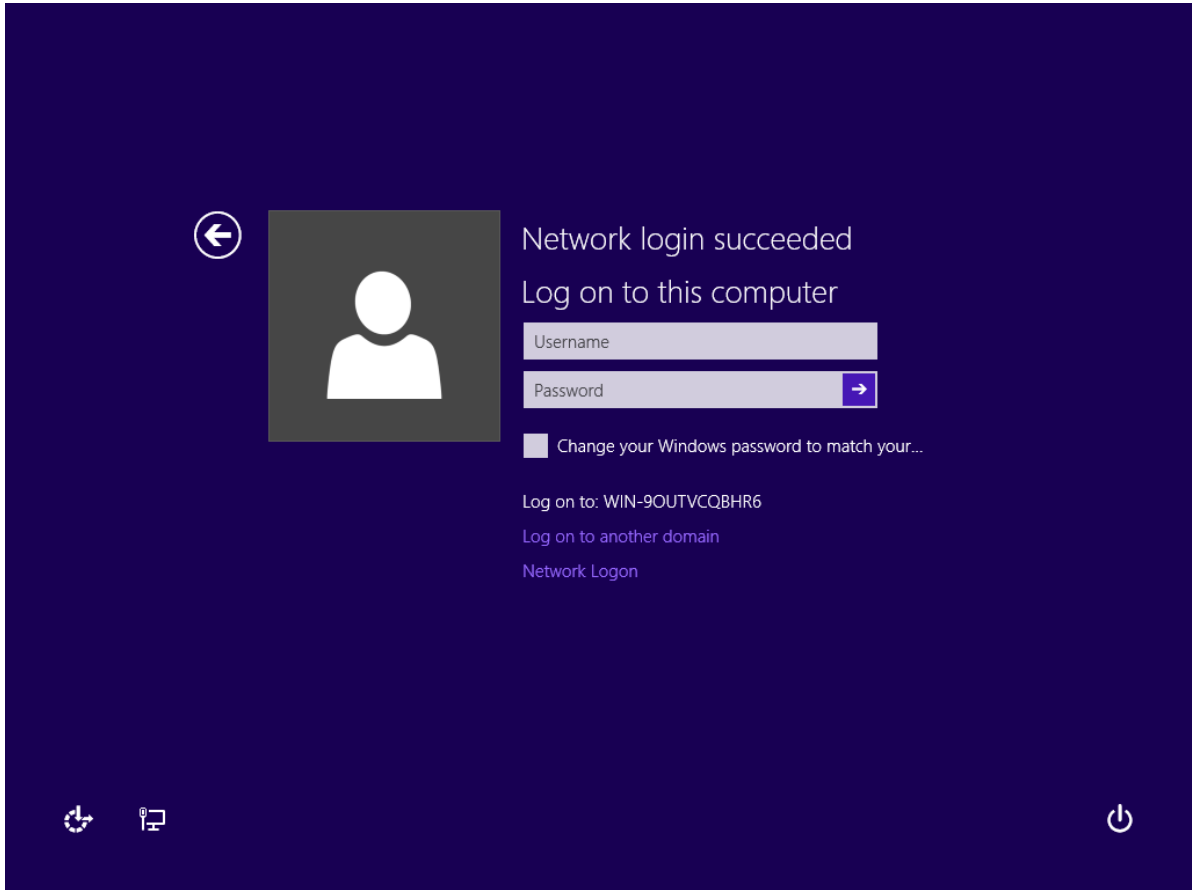 Network login succeeded
Log on to this computer
Username
Password
Change your Windows password to match your...
Log on to: WIN-9OUTVCQBHR6
Log on to another domain
Network Logon